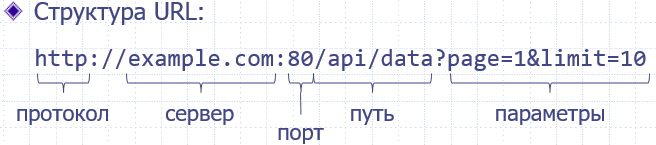 Структура URL:
http://example.com:80/api/data?page=1&limit=10
протокол сервер порт путь параметры